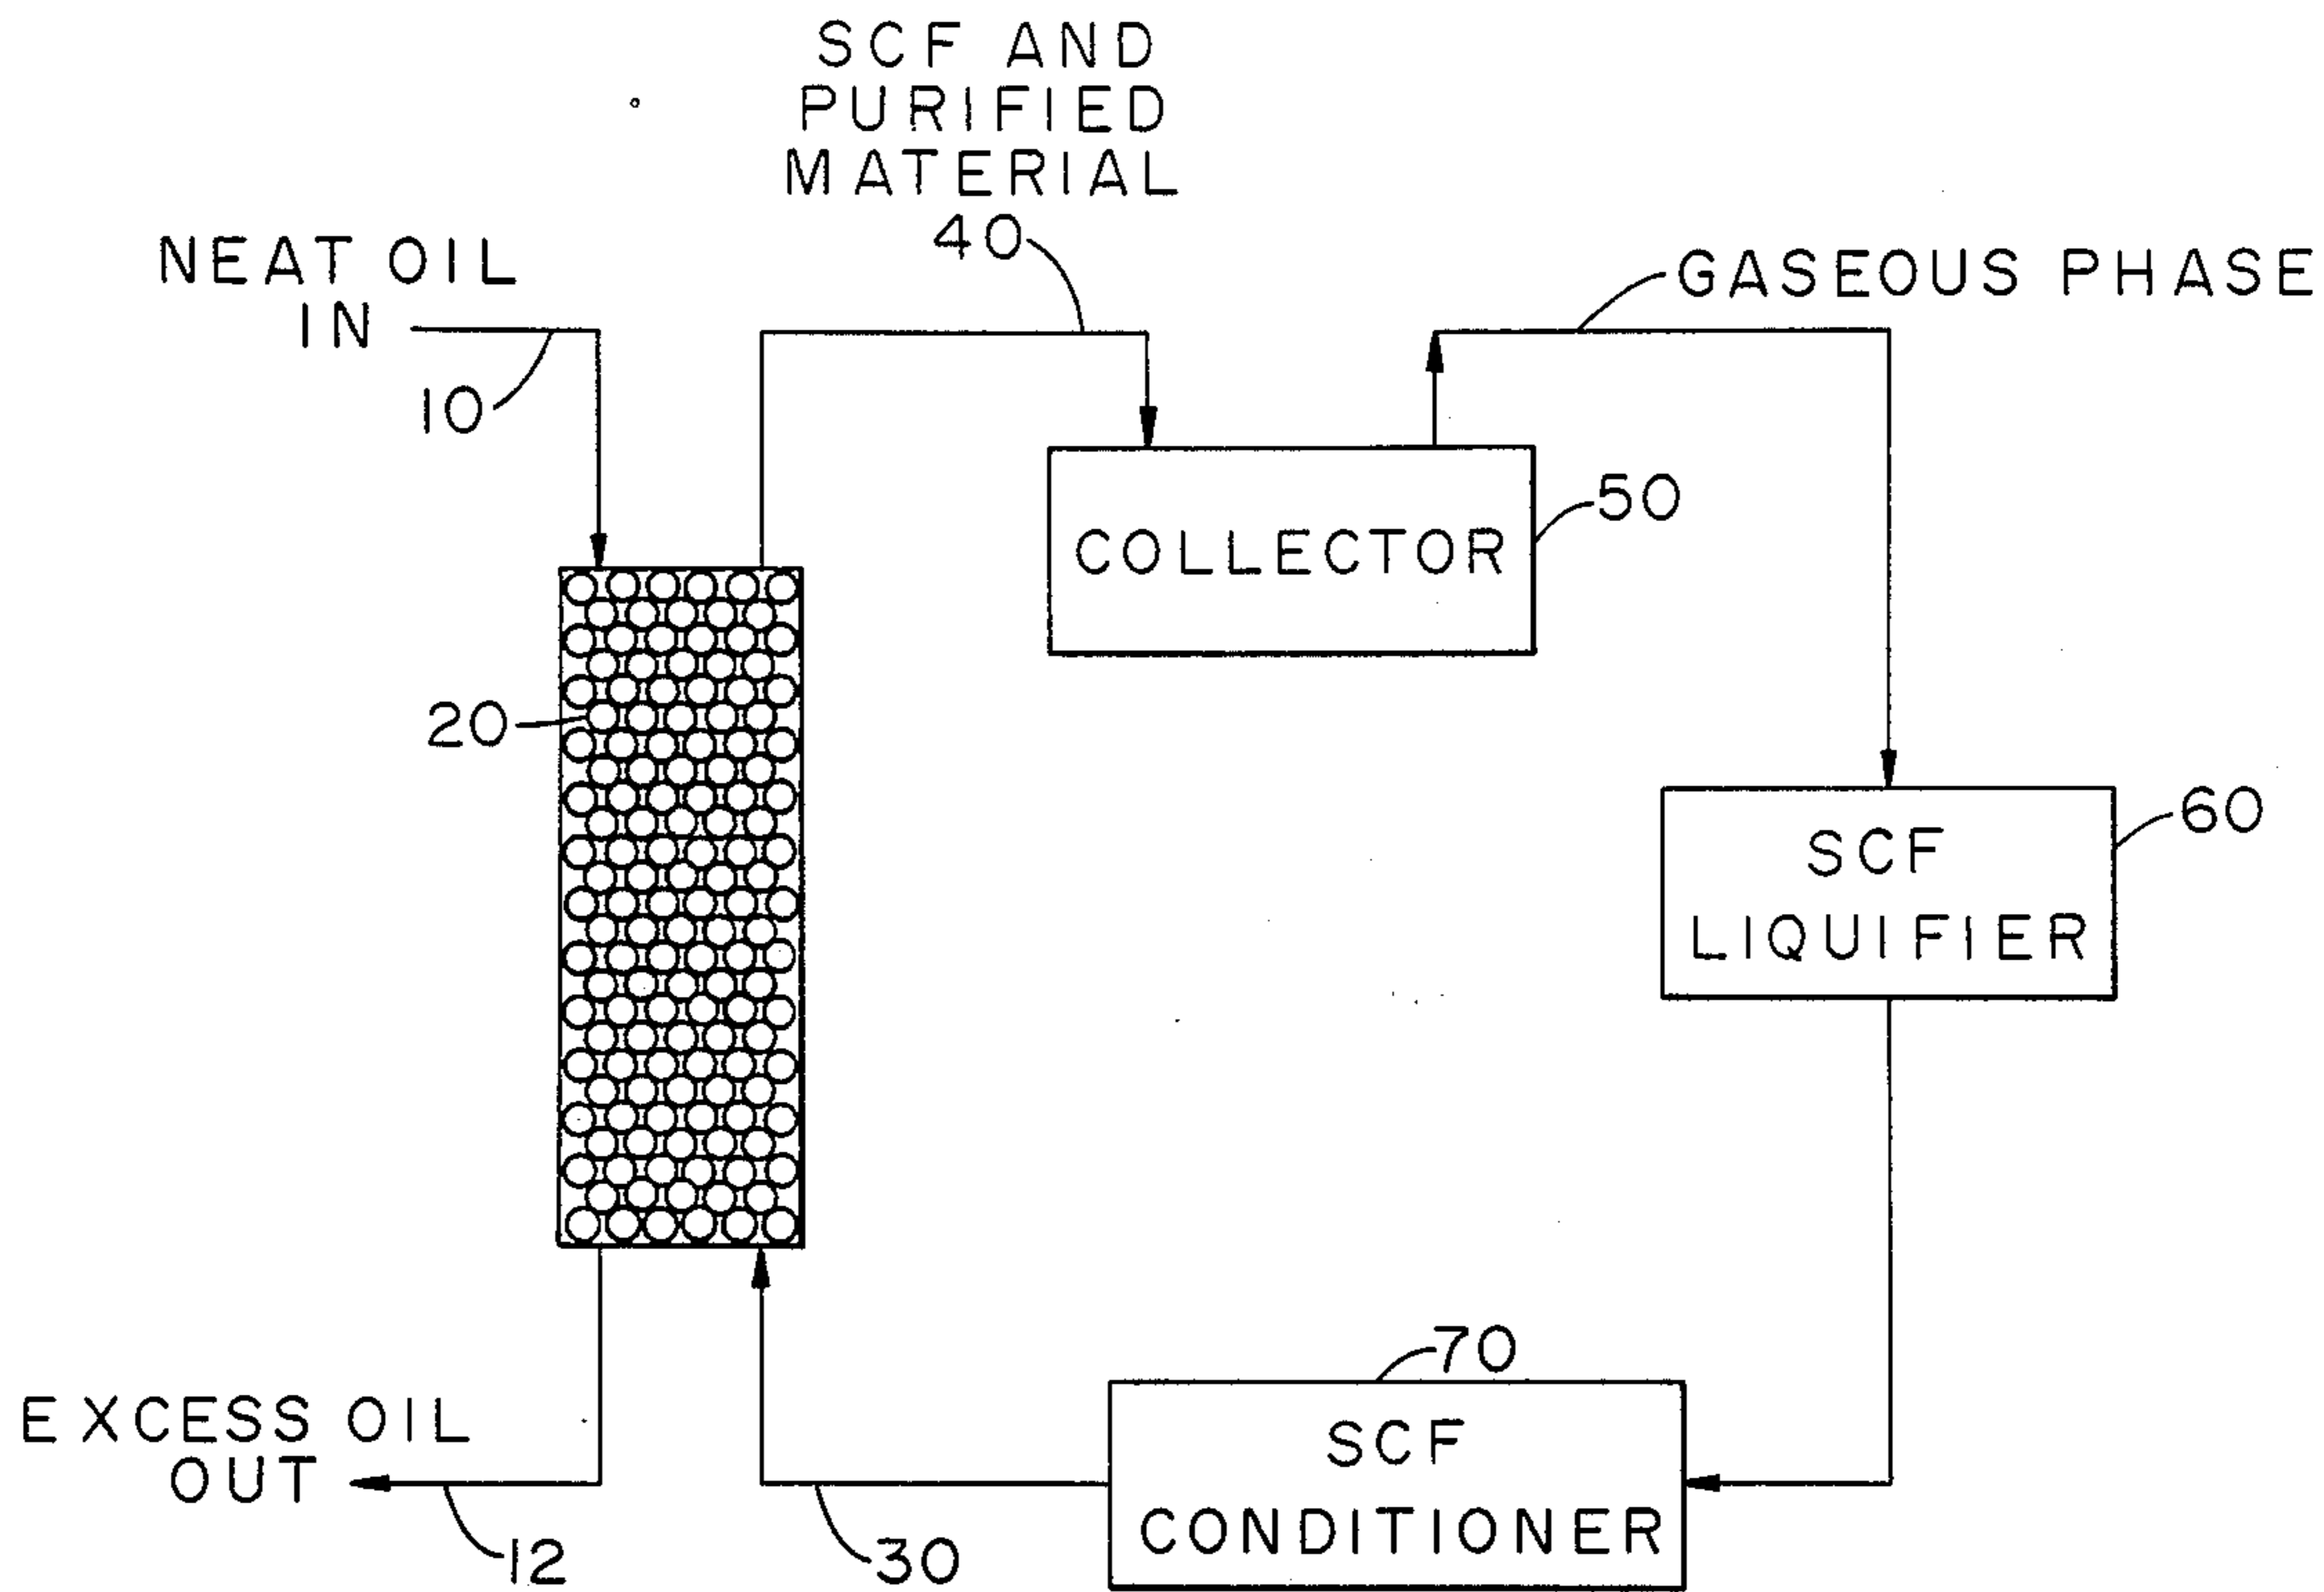 SCF AND
PURIFIED
MATERIAL
40
NEAT OIL
IN
10
GASEOUS PHASE
50
COLLECTOR
20
60
SCF
LIQUIFIER
70
SCF
CONDITIONER
EXCESS OIL
OUT
12
30